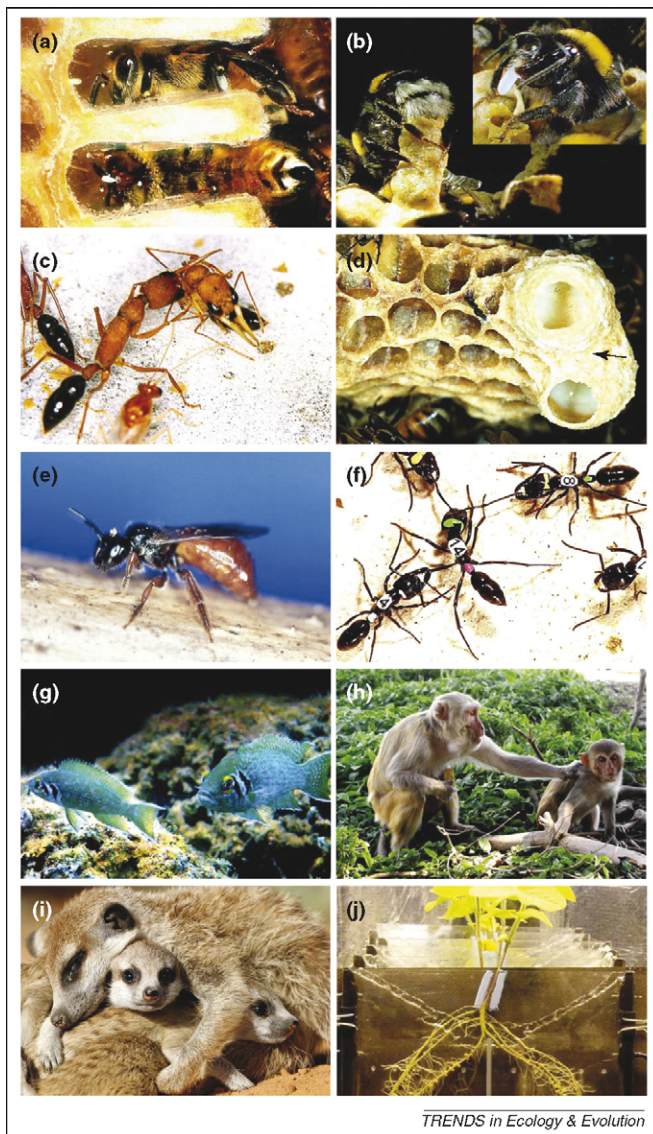 (a)
(b)
(c)
(d)
(e)
(f)
(g)
(h)
(i)
(j)
TRENDS in Ecology & Evolution